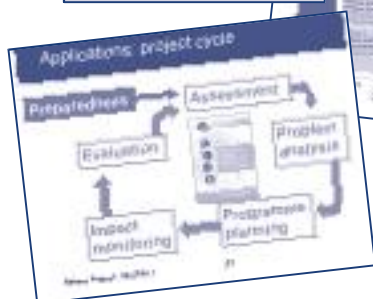 Applications: project cycle
Preparedness
Assessment
Evaluation
Problem
analysis
Impact
monitoring
Programme
planning